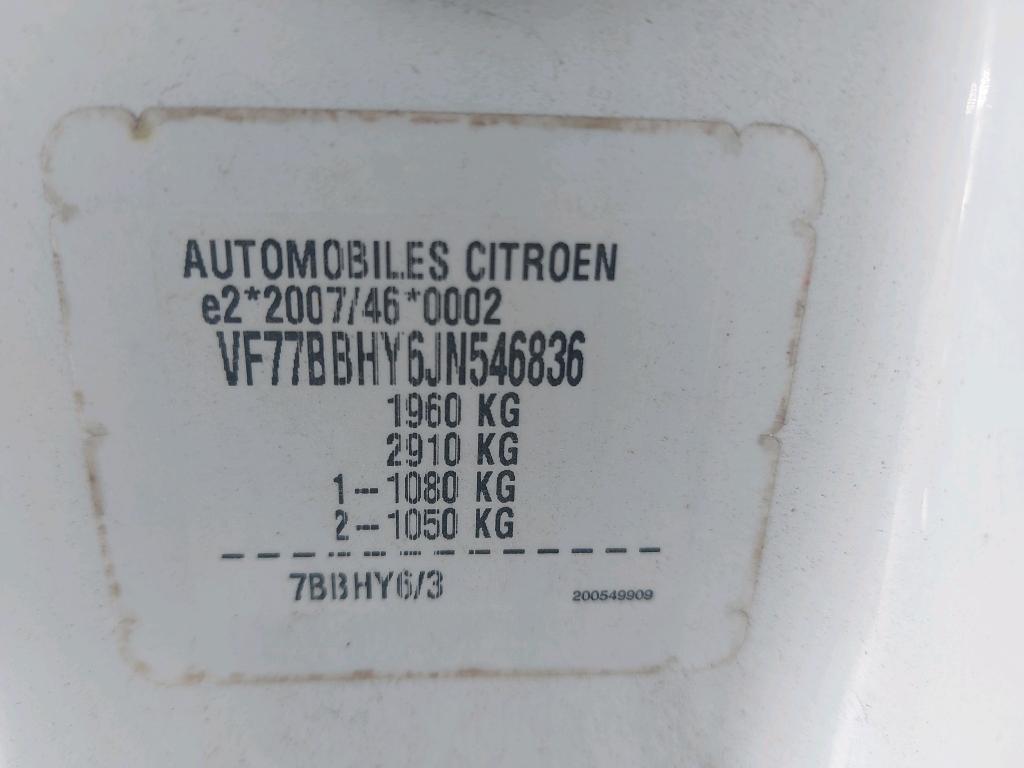 AUTOMOBILES CITROEN
e2*2007/46*0002
VF77BBHY6JN546836
1960 KG
2910 KG
1-1080 KG
2-1050 KG
7BBHY6/3
200549909